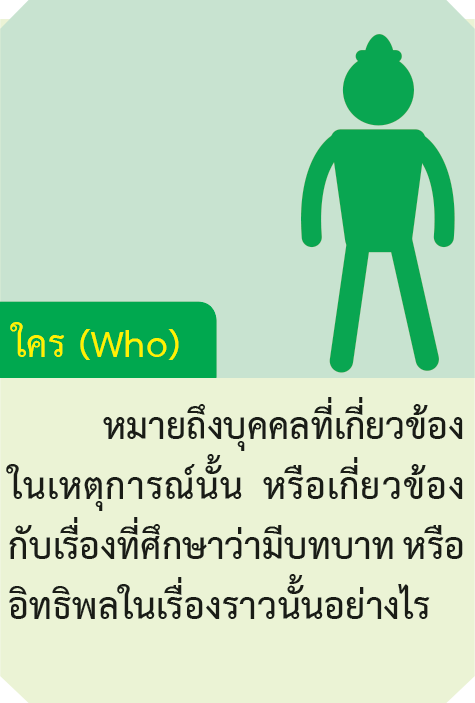 ใคร (Who)
หมายถึงบุคคลที่เกี่ยวข้อง
ในเหตุการณ์นั้น หรือเกี่ยวข้อง
กับเรื่องที่ศึกษาว่ามีบทบาท หรือ
อิทธิพลในเรื่องราวนั้นอย่างไร